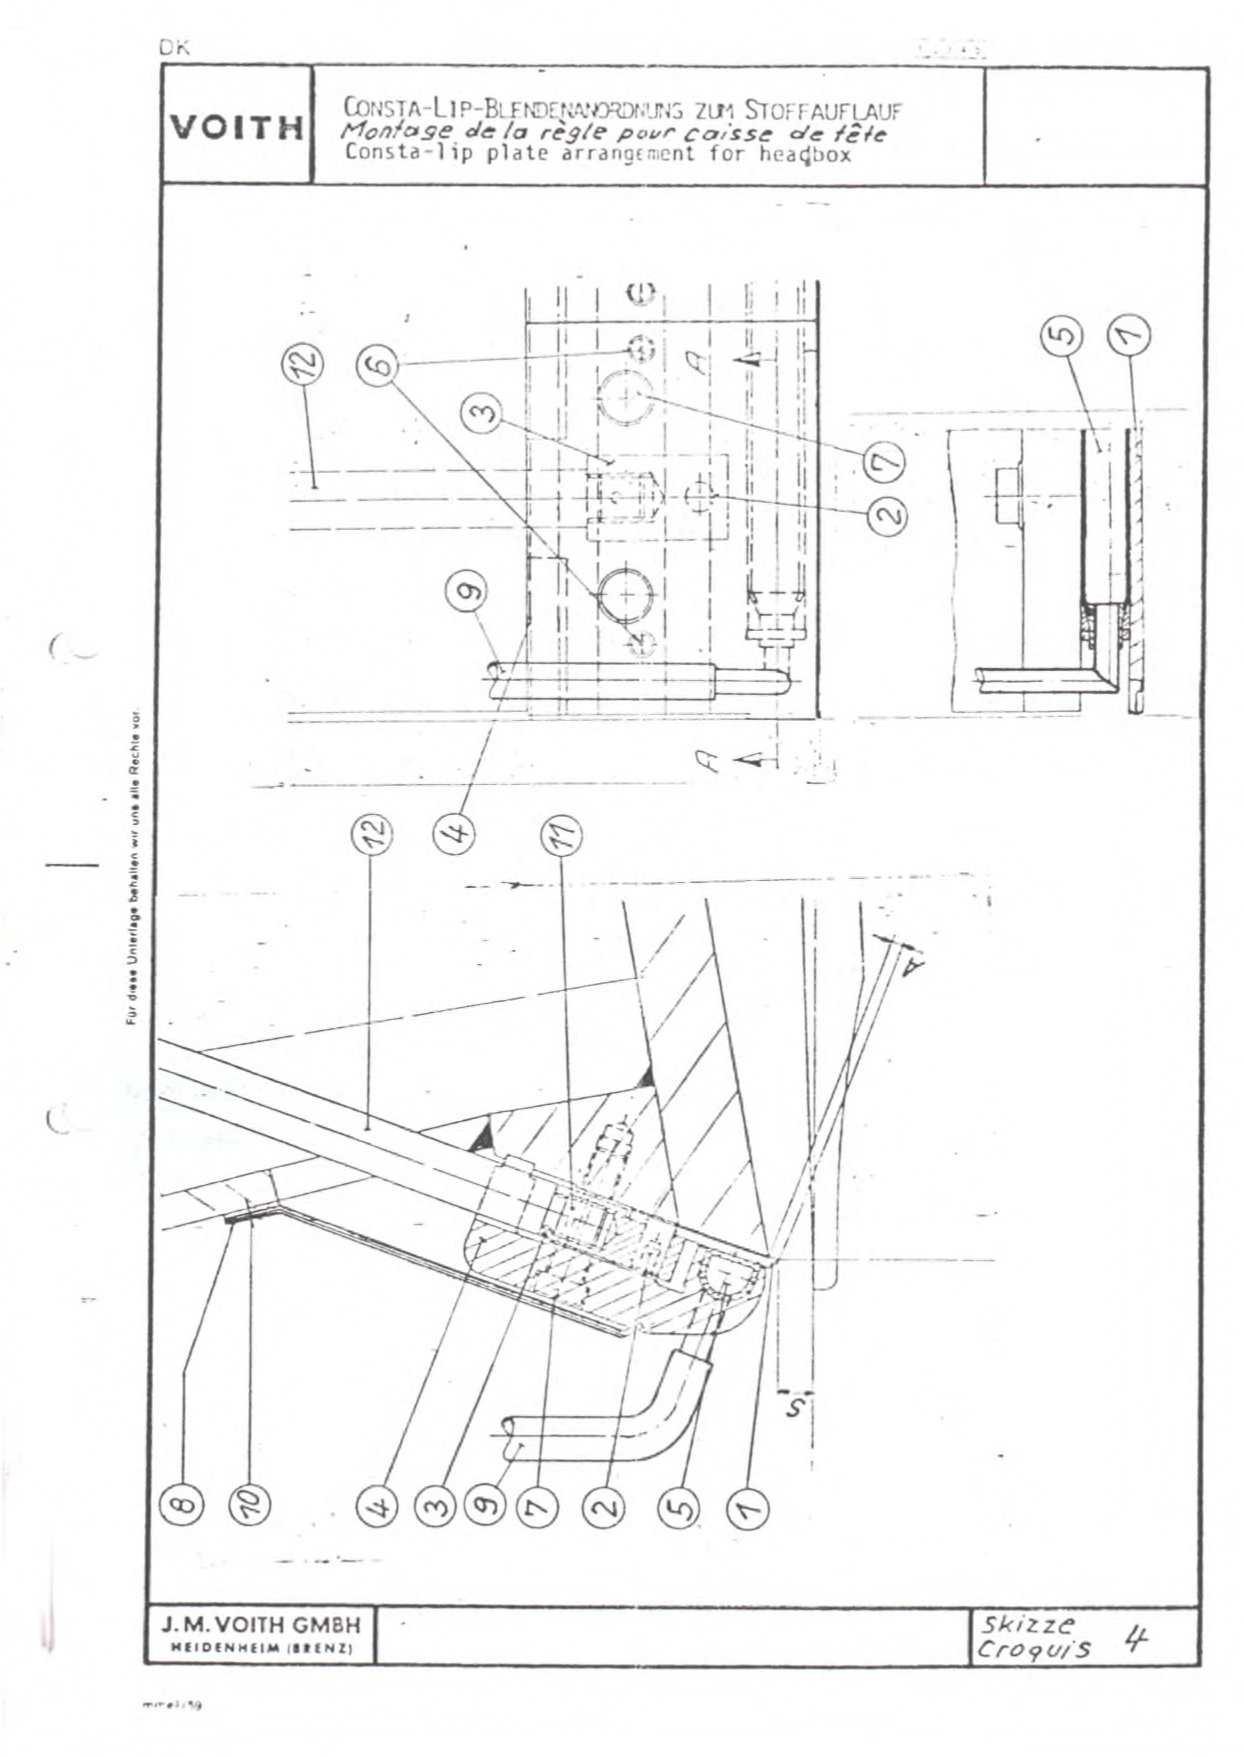 DK
VOITH
CONSTA-LIP-BLENDENANORDNUNG ZUM STOFFAUFLAUF
Montage de la règle pour caisse de tête
Consta-lip plate arrangement for headbox
12
6
3
A
5
1
7
2
9
A
4
12
11
A
S
8
10
4
3
9
7
2
5
1
Für diese Unterlage behalten wir uns alle Rechte vor.
J. M. VOITH GMBH
HEIDENHEIM (BRENZ)
Skizze
Croquis 4